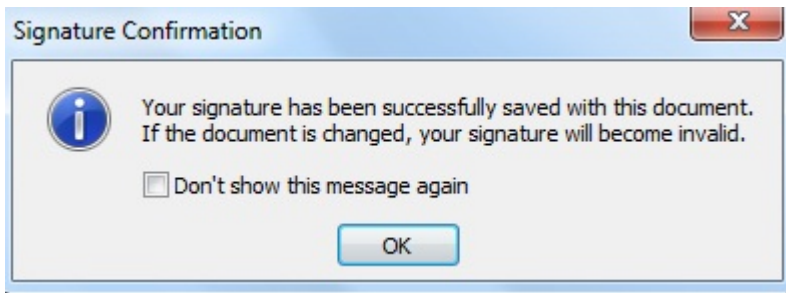 Signature Confirmation
Your signature has been successfully saved with this document.
If the document is changed, your signature will become invalid.
Don't show this message again
OK